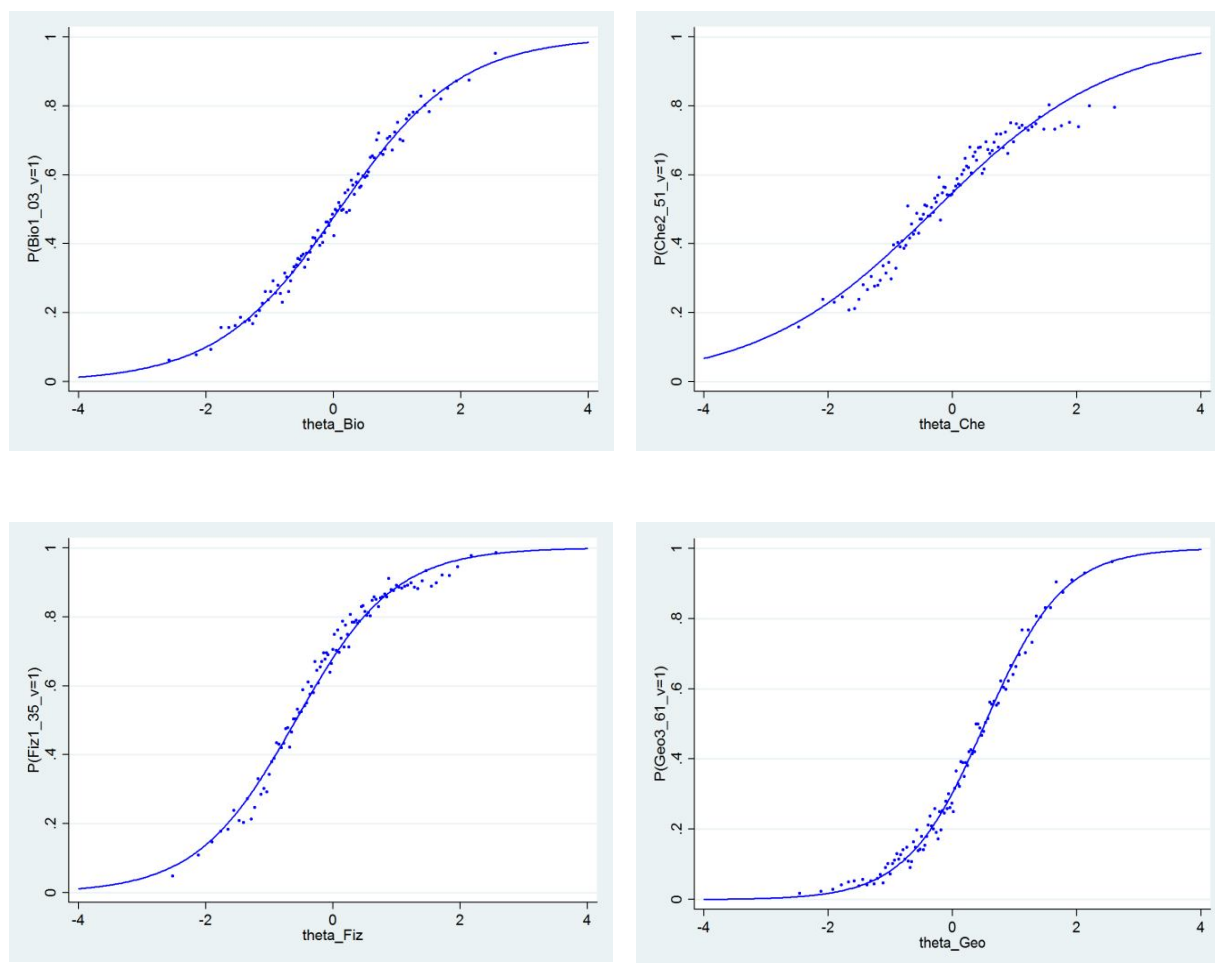 P(Bio1_03_v=1)
1
.8
.6
.4
.2
0
-4 -2 0 2 4
theta_Bio
P(Che2_51_v=1)
1
.8
.6
.4
.2
0
-4 -2 0 2 4
theta_Che
P(Fiz1_35_v=1)
1
.8
.6
.4
.2
0
-4 -2 0 2 4
theta_Fiz
P(Geo3_61_v=1)
1
.8
.6
.4
.2
0
-4 -2 0 2 4
theta_Geo